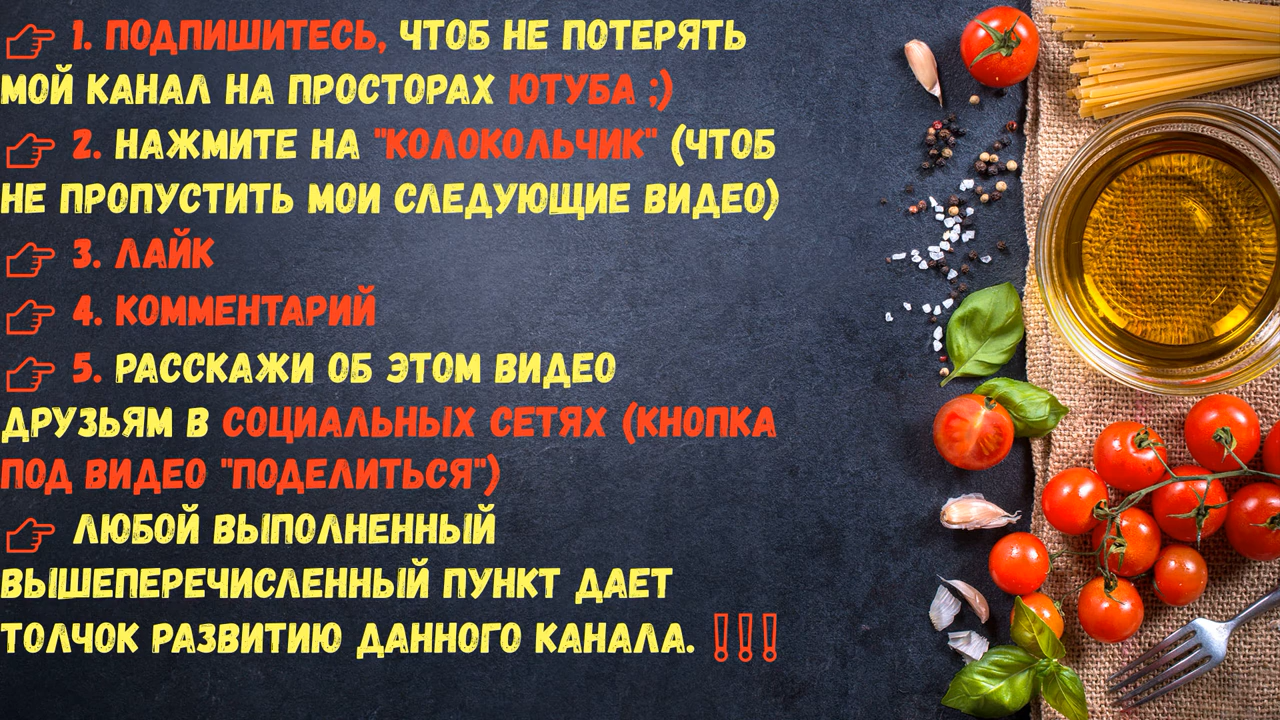 👉 1. ПОДПИШИТЕСЬ, ЧТОБ НЕ ПОТЕРЯТЬ
МОЙ КАНАЛ НА ПРОСТОРАХ ЮТУБА ;)
👉 2. НАЖМИТЕ НА "КОЛОКОЛЬЧИК" (ЧТОБ
НЕ ПРОПУСТИТЬ МОИ СЛЕДУЮЩИЕ ВИДЕО)
👉 3. ЛАЙК
👉 4. КОММЕНТАРИЙ
👉 5. РАССКАЖИ ОБ ЭТОМ ВИДЕО
ДРУЗЬЯМ В СОЦИАЛЬНЫХ СЕТЯХ (КНОПКА
ПОД ВИДЕО "ПОДЕЛИТЬСЯ")
👉 ЛЮБОЙ ВЫПОЛНЕННЫЙ
ВЫШЕПЕРЕЧИСЛЕННЫЙ ПУНКТ ДАЕТ
ТОЛЧОК РАЗВИТИЮ ДАННОГО КАНАЛА. !!!